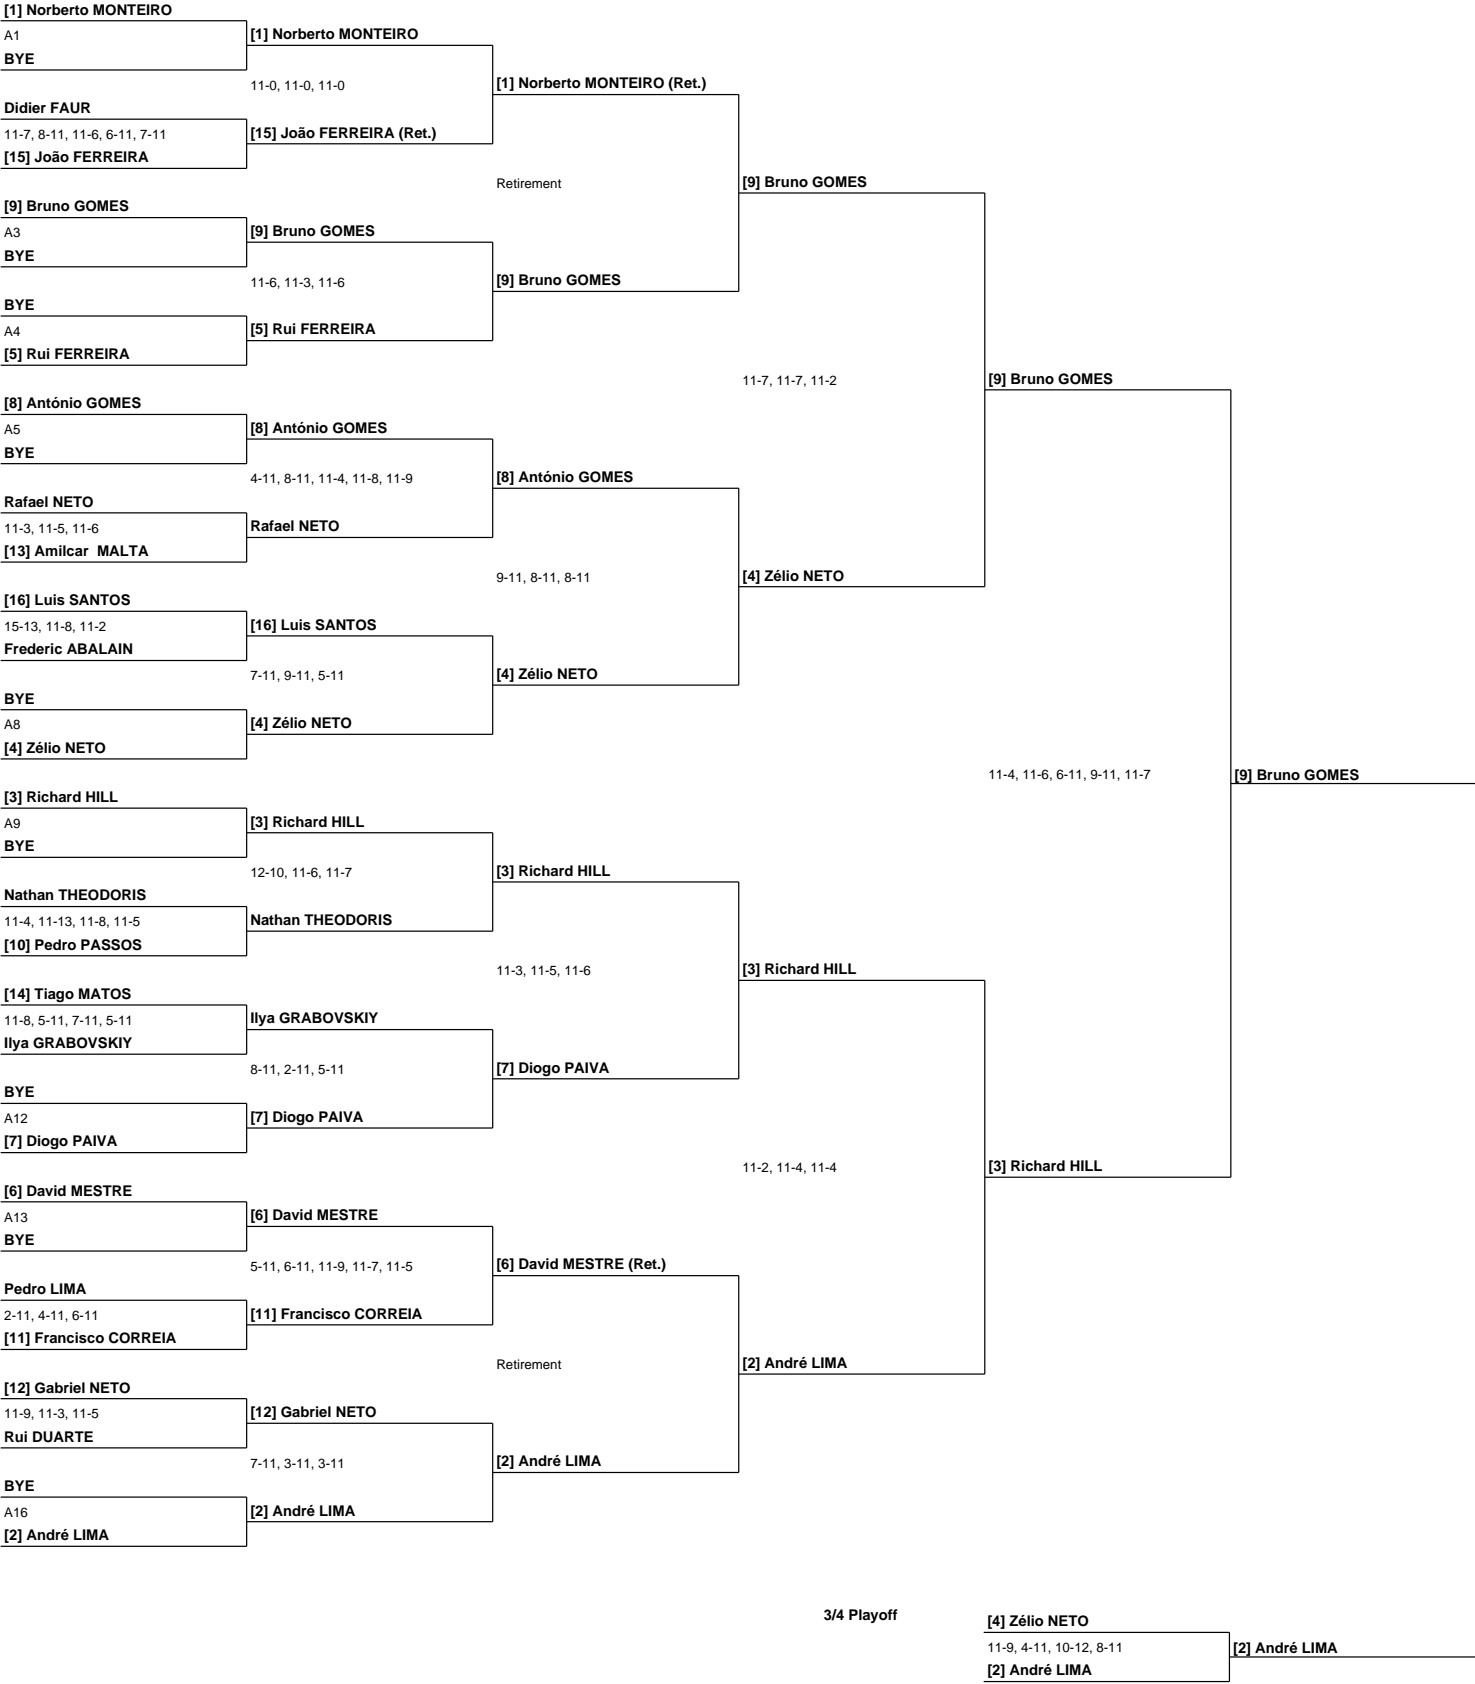 [1] Norberto MONTEIRO
A1
BYE
[1] Norberto MONTEIRO
11-0, 11-0, 11-0
[1] Norberto MONTEIRO (Ret.)
Didier FAUR
11-7, 8-11, 11-6, 6-11, 7-11
[15] João FERREIRA
[15] João FERREIRA (Ret.)
Retirement
[9] Bruno GOMES
[9] Bruno GOMES
A3
BYE
[9] Bruno GOMES
11-6, 11-3, 11-6
[9] Bruno GOMES
BYE
A4
[5] Rui FERREIRA
[5] Rui FERREIRA
11-7, 11-7, 11-2
[9] Bruno GOMES
[8] António GOMES
A5
BYE
[8] António GOMES
4-11, 8-11, 11-4, 11-8, 11-9
[8] António GOMES
Rafael NETO
11-3, 11-5, 11-6
[13] Amilcar  MALTA
Rafael NETO
9-11, 8-11, 8-11
[4] Zélio NETO
[16] Luis SANTOS
15-13, 11-8, 11-2
Frederic ABALAIN
[16] Luis SANTOS
7-11, 9-11, 5-11
[4] Zélio NETO
BYE
A8
[4] Zélio NETO
[4] Zélio NETO
11-4, 11-6, 6-11, 9-11, 11-7
[9] Bruno GOMES
[3] Richard HILL
A9
BYE
[3] Richard HILL
12-10, 11-6, 11-7
[3] Richard HILL
Nathan THEODORIS
11-4, 11-13, 11-8, 11-5
[10] Pedro PASSOS
Nathan THEODORIS
11-3, 11-5, 11-6
[3] Richard HILL
[14] Tiago MATOS
11-8, 5-11, 7-11, 5-11
Ilya GRABOVSKIY
Ilya GRABOVSKIY
8-11, 2-11, 5-11
[7] Diogo PAIVA
BYE
A12
[7] Diogo PAIVA
[7] Diogo PAIVA
11-2, 11-4, 11-4
[3] Richard HILL
[6] David MESTRE
A13
BYE
[6] David MESTRE
5-11, 6-11, 11-9, 11-7, 11-5
[6] David MESTRE (Ret.)
Pedro LIMA
2-11, 4-11, 6-11
[11] Francisco CORREIA
[11] Francisco CORREIA
Retirement
[2] André LIMA
[12] Gabriel NETO
11-9, 11-3, 11-5
Rui DUARTE
[12] Gabriel NETO
7-11, 3-11, 3-11
[2] André LIMA
BYE
A16
[2] André LIMA
[2] André LIMA
3/4 Playoff
[4] Zélio NETO
11-9, 4-11, 10-12, 8-11
[2] André LIMA
[2] André LIMA